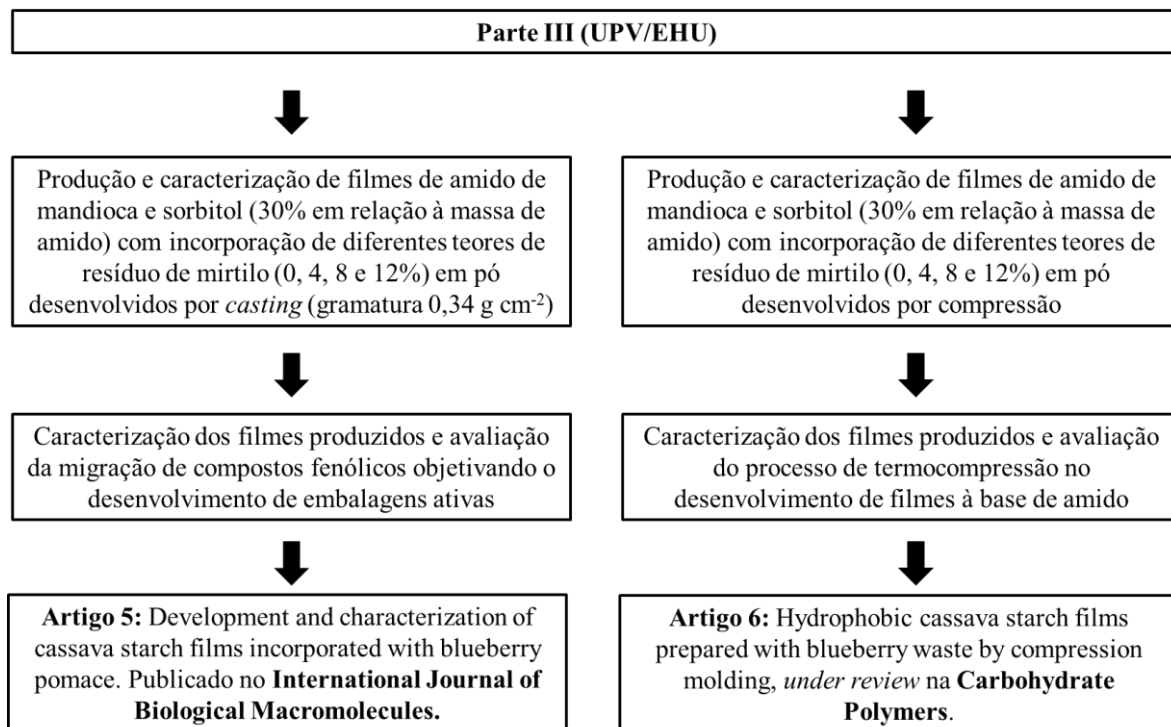 Parte III (UPV/EHU)
Produção e caracterização de filmes de amido de
mandioca e sorbitol (30% em relação à massa de
amido) com incorporação de diferentes teores de
resíduo de mirtilo (0, 4, 8 e 12%) em pó
desenvolvidos por casting (gramatura 0,34 g cm⁻²)
Produção e caracterização de filmes de amido de
mandioca e sorbitol (30% em relação à massa de
amido) com incorporação de diferentes teores de
resíduo de mirtilo (0, 4, 8 e 12%) em pó
desenvolvidos por compressão
Caracterização dos filmes produzidos e avaliação
da migração de compostos fenólicos objetivando o
desenvolvimento de embalagens ativas
Caracterização dos filmes produzidos e avaliação
do processo de termocompressão no
desenvolvimento de filmes à base de amido
Artigo 5: Development and characterization of
cassava starch films incorporated with blueberry
pomace. Publicado no International Journal of
Biological Macromolecules.
Artigo 6: Hydrophobic cassava starch films
prepared with blueberry waste by compression
molding, under review na Carbohydrate
Polymers.